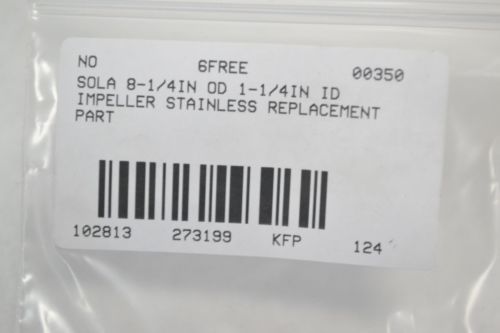 NO 6FREE 00350
SOLA 8-1/4IN OD 1-1/4IN ID
IMPELLER STAINLESS REPLACEMENT
PART
102813 273199 KFP 124